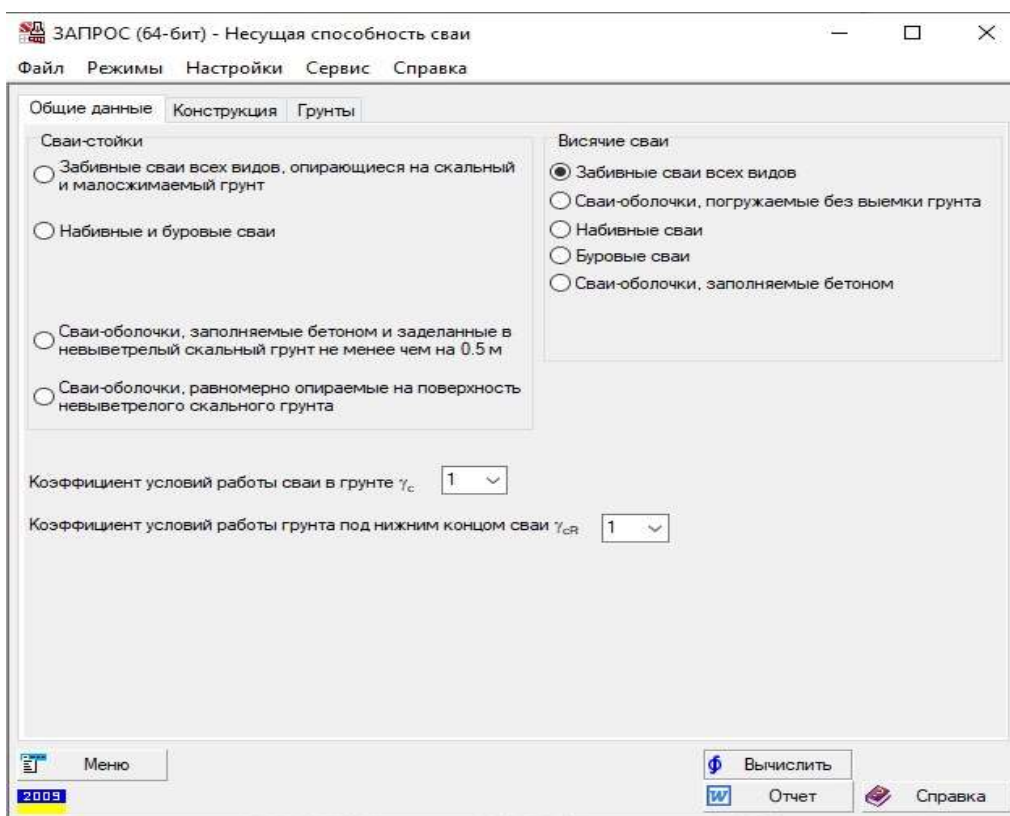 ЗАПРОС (64-бит) - Несущая способность сваи
Файл Режимы Настройки Сервис Справка
Общие данные Конструкция Грунты
Сваи-стойки
Забивные сваи всех видов, опирающиеся на скальный
и малосжимаемый грунт
Набивные и буровые сваи
Сваи-оболочки, заполняемые бетоном и заделанные в
невыветрелый скальный грунт не менее чем на 0.5 м
Сваи-оболочки, равномерно опираемые на поверхность
невыветрелого скального грунта
Висячие сваи
Забивные сваи всех видов
Сваи-оболочки, погружаемые без выемки грунта
Набивные сваи
Буровые сваи
Сваи-оболочки, заполняемые бетоном
Коэффициент условий работы сваи в грунте γc 1
Коэффициент условий работы грунта под нижним концом сваи γcR 1
Меню
Вычислить
2009
Отчет
Справка